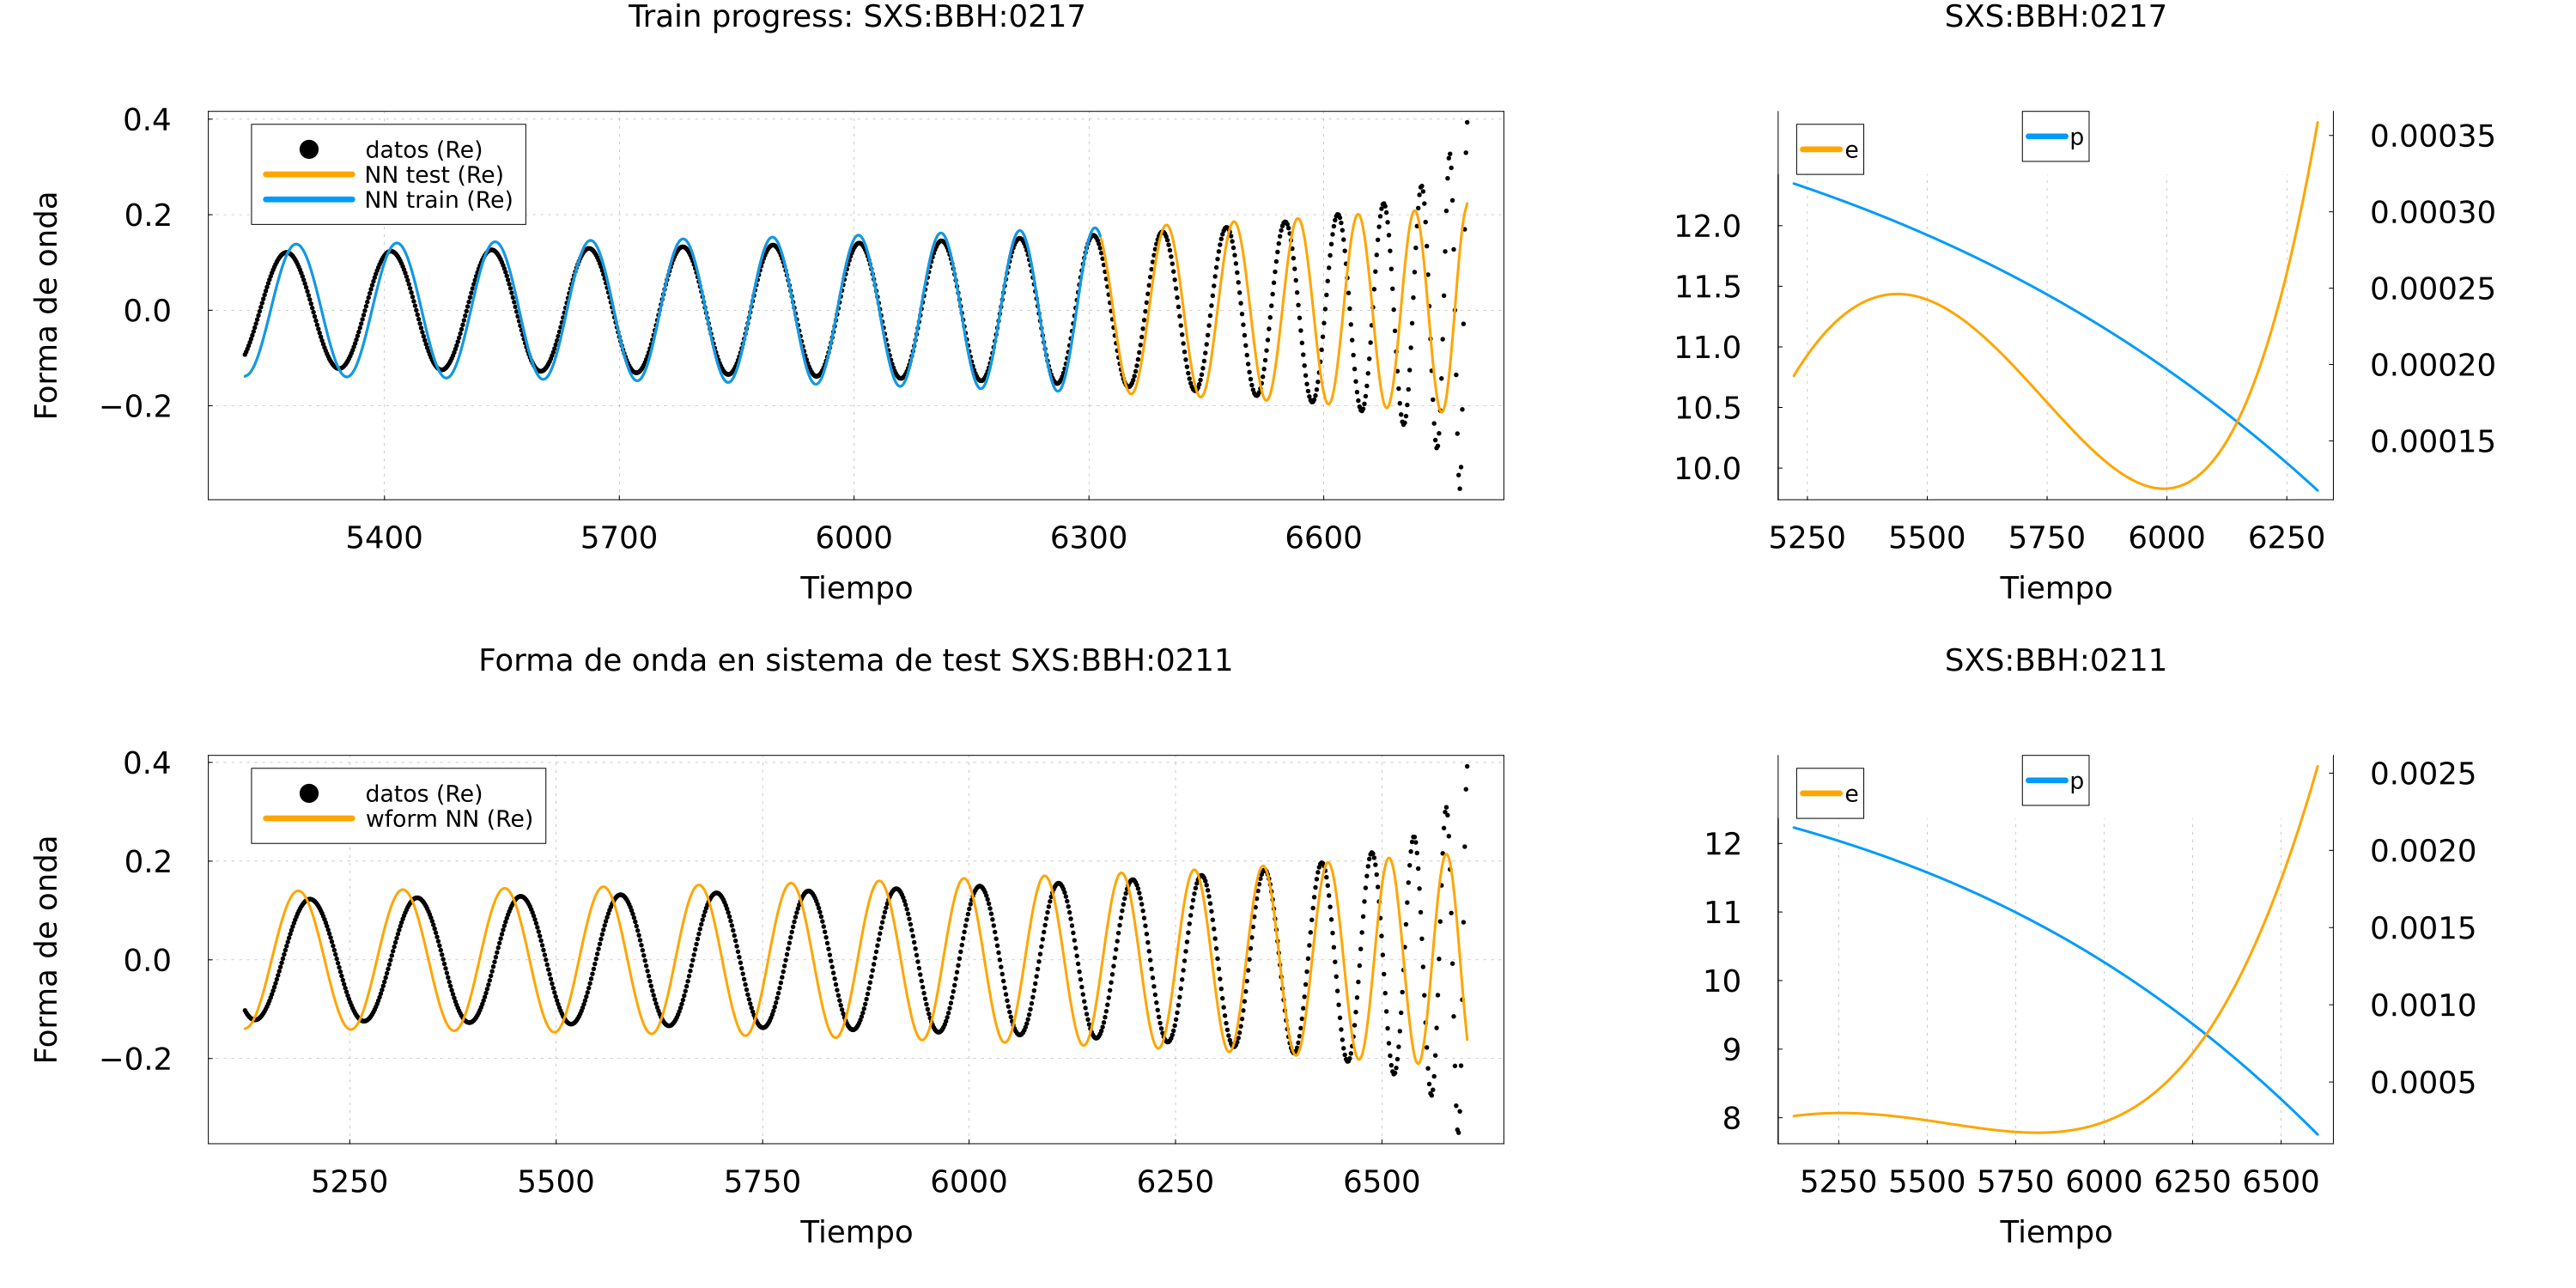 Train progress: SXS:BBH:0217
Forma de onda
0.4
0.2
0.0
−0.2
datos (Re)
NN test (Re)
NN train (Re)
5400 5700 6000 6300 6600
Tiempo
SXS:BBH:0217
e
p
12.0
11.5
11.0
10.5
10.0
0.00035
0.00030
0.00025
0.00020
0.00015
5250 5500 5750 6000 6250
Tiempo
Forma de onda en sistema de test SXS:BBH:0211
Forma de onda
0.4
0.2
0.0
−0.2
datos (Re)
wform NN (Re)
5250 5500 5750 6000 6250 6500
Tiempo
SXS:BBH:0211
e
p
12
11
10
9
8
0.0025
0.0020
0.0015
0.0010
0.0005
5250 5500 5750 6000 6250 6500
Tiempo